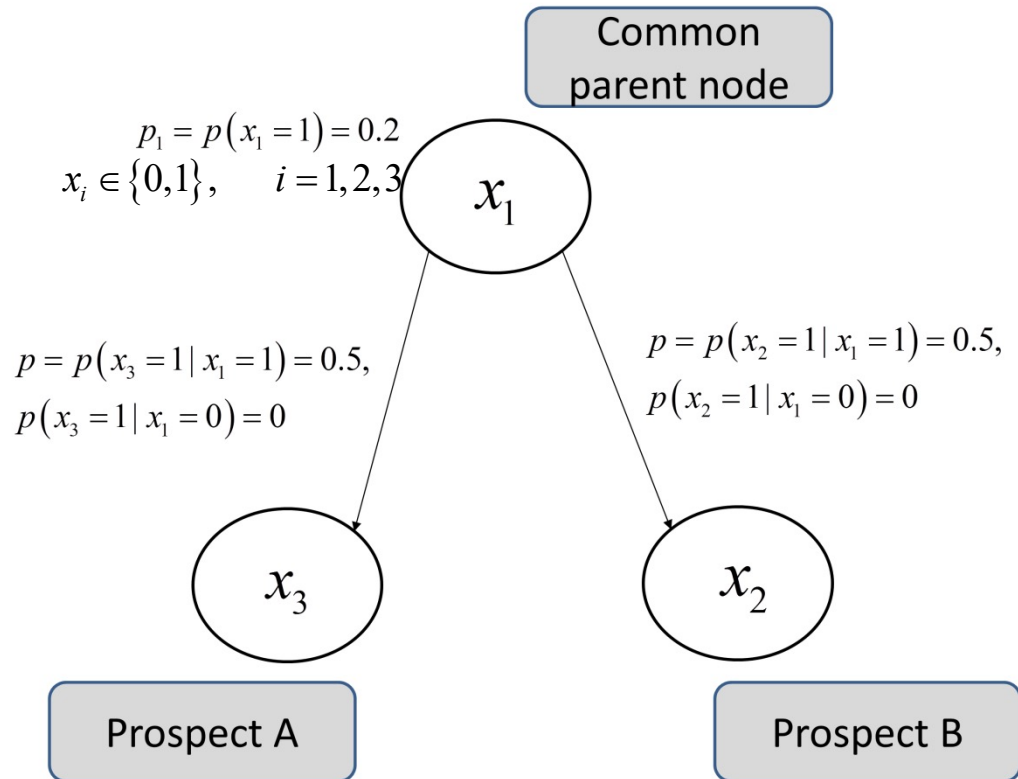 Common
parent node
p₁ = p(x₁ = 1) = 0.2
xᵢ ∈ {0,1},  i = 1,2,3
x₁
p = p(x₃ = 1 | x₁ = 1) = 0.5,
p(x₃ = 1 | x₁ = 0) = 0
p = p(x₂ = 1 | x₁ = 1) = 0.5,
p(x₂ = 1 | x₁ = 0) = 0
x₃
x₂
Prospect A
Prospect B